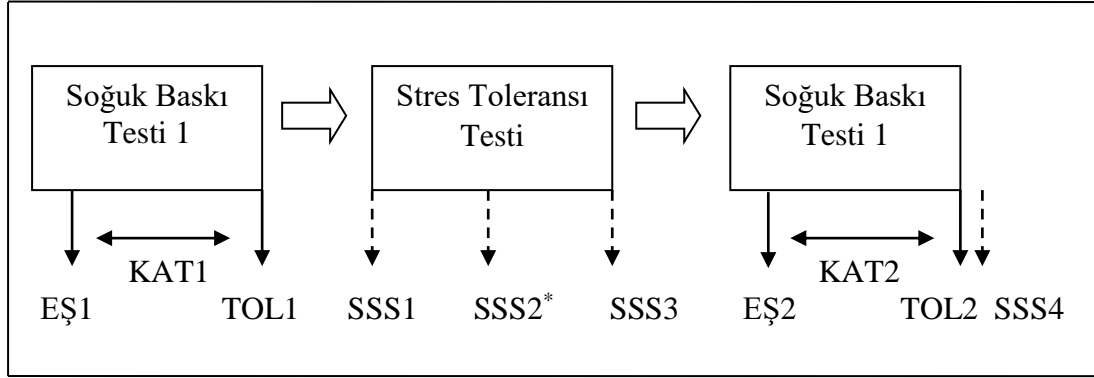 Soğuk Baskı
Testi 1
Stres Toleransı
Testi
Soğuk Baskı
Testi 1
KAT1
KAT2
EŞ1
TOL1
SSS1
SSS2*
SSS3
EŞ2
TOL2
SSS4